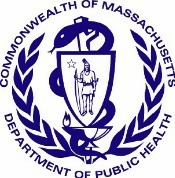 COMMONWEALTH OF MASSACHUSETTS
DEPARTMENT OF PUBLIC HEALTH